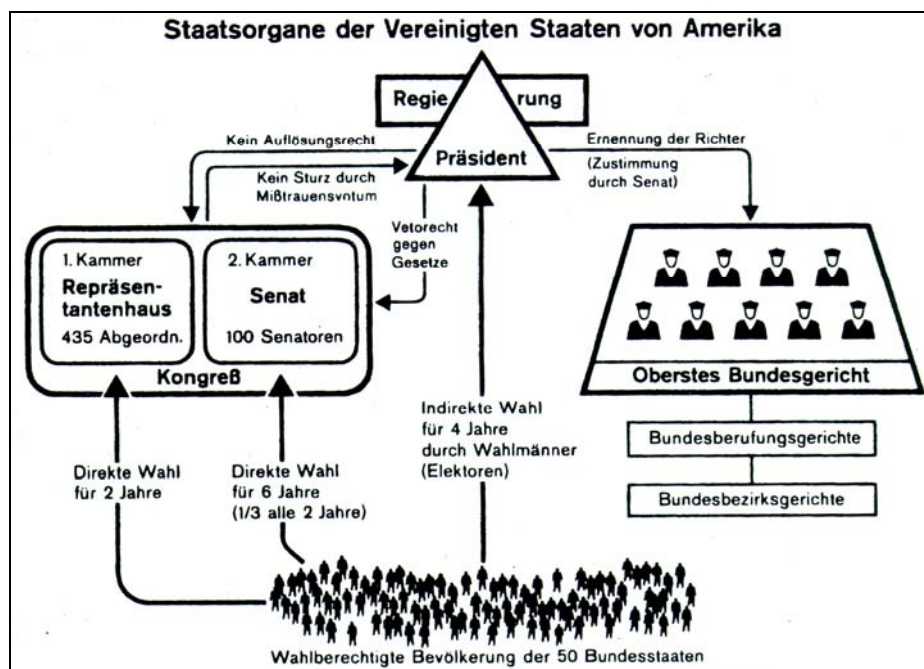 Staatsorgane der Vereinigten Staaten von Amerika
Regie rung
Präsident
Kein Auflösungsrecht
Kein Sturz durch
Mißtrauensvotum
Ernennung der Richter
(Zustimmung
durch Senat)
Vetorecht
gegen
Gesetze
1. Kammer
Repräsen-
tantenhaus
435 Abgeordn.
2. Kammer
Senat
100 Senatoren
Kongreß
Oberstes Bundesgericht
Bundesberufungsgerichte
Bundesbezirksgerichte
Direkte Wahl
für 2 Jahre
Direkte Wahl
für 6 Jahre
(1/3 alle 2 Jahre)
Indirekte Wahl
für 4 Jahre
durch Wahlmänner
(Elektoren)
Wahlberechtigte Bevölkerung der 50 Bundesstaaten